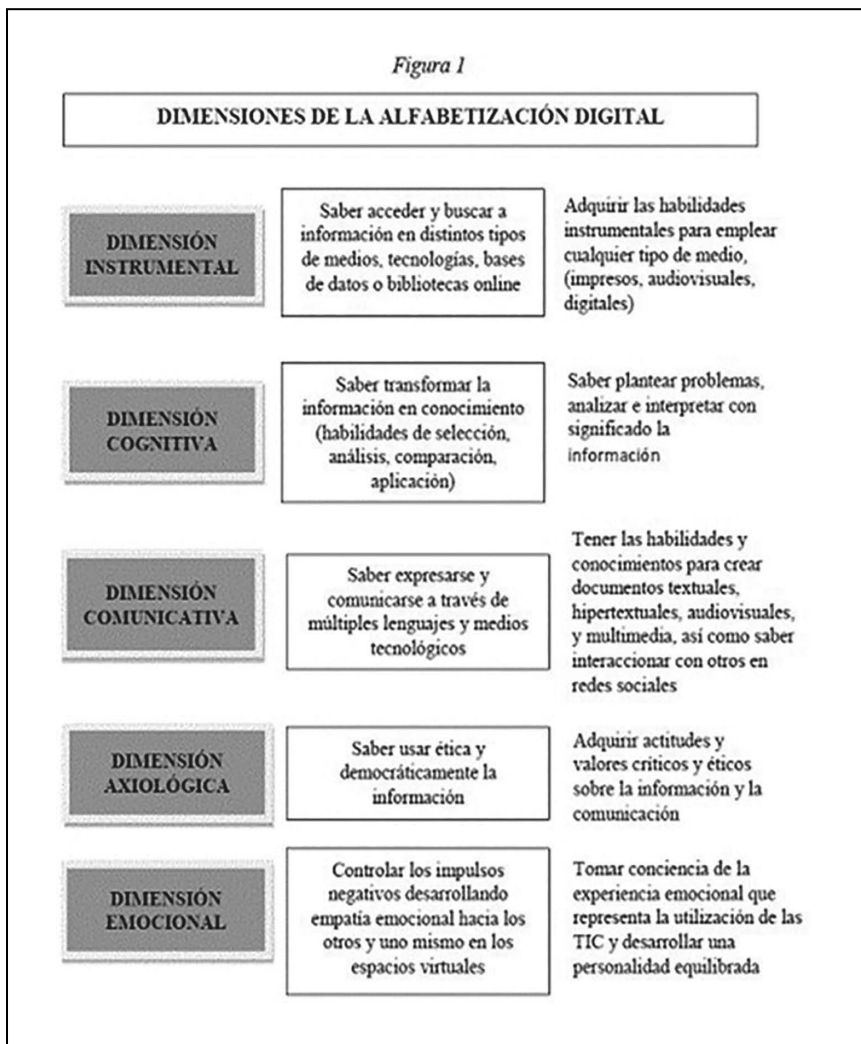 Figura 1
DIMENSIONES DE LA ALFABETIZACIÓN DIGITAL
DIMENSIÓN
INSTRUMENTAL
Saber acceder y buscar a
información en distintos tipos
de medios, tecnologías, bases
de datos o bibliotecas online
Adquirir las habilidades
instrumentales para emplear
cualquier tipo de medio,
(impresos, audiovisuales,
digitales)
DIMENSIÓN
COGNITIVA
Saber transformar la
información en conocimiento
(habilidades de selección,
análisis, comparación,
aplicación)
Saber plantear problemas,
analizar e interpretar con
significado la
información
DIMENSIÓN
COMUNICATIVA
Saber expresarse y
comunicarse a través de
múltiples lenguajes y medios
tecnológicos
Tener las habilidades y
conocimientos para crear
documentos textuales,
hipertextuales, audiovisuales,
y multimedia, así como saber
interaccionar con otros en
redes sociales
DIMENSIÓN
AXIOLÓGICA
Saber usar ética y
democráticamente la
información
Adquirir actitudes y
valores críticos y éticos
sobre la información y la
comunicación
DIMENSIÓN
EMOCIONAL
Controlar los impulsos
negativos desarrollando
empatía emocional hacia los
otros y uno mismo en los
espacios virtuales
Tomar conciencia de la
experiencia emocional que
representa la utilización de las
TIC y desarrollar una
personalidad equilibrada